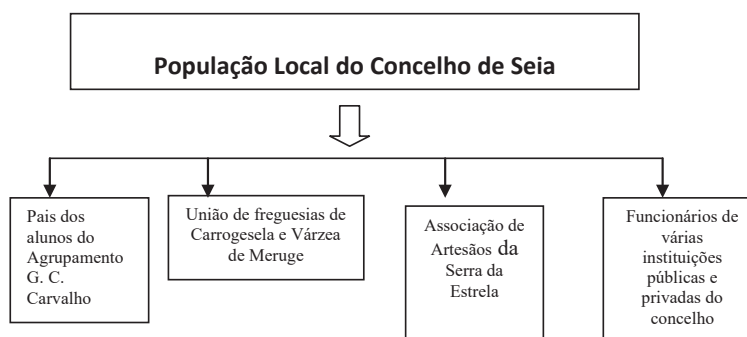 População Local do Concelho de Seia
Pais dos
alunos do
Agrupamento
G. C.
Carvalho
União de freguesias de
Carrogesela e Várzea
de Meruge
Associação de
Artesãos da
Serra da
Estrela
Funcionários de
várias
instituições
públicas e
privadas do
concelho